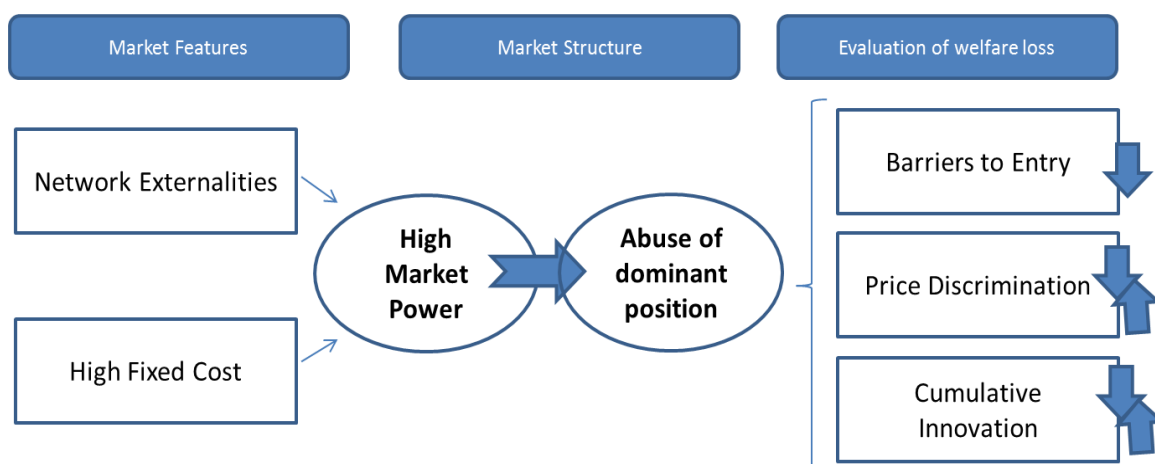 Market Features
Market Structure
Evaluation of welfare loss
Network Externalities
High Fixed Cost
High
Market
Power
Abuse of
dominant
position
Barriers to Entry
Price Discrimination
Cumulative
Innovation